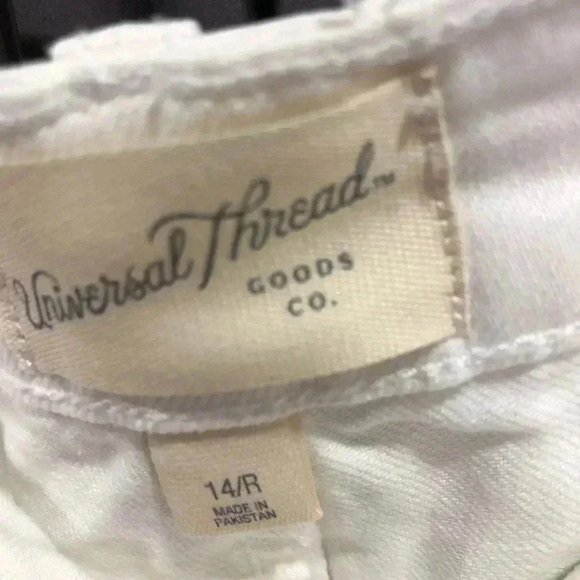 Universal Thread™
GOODS
CO.
14/R
MADE IN
PAKISTAN